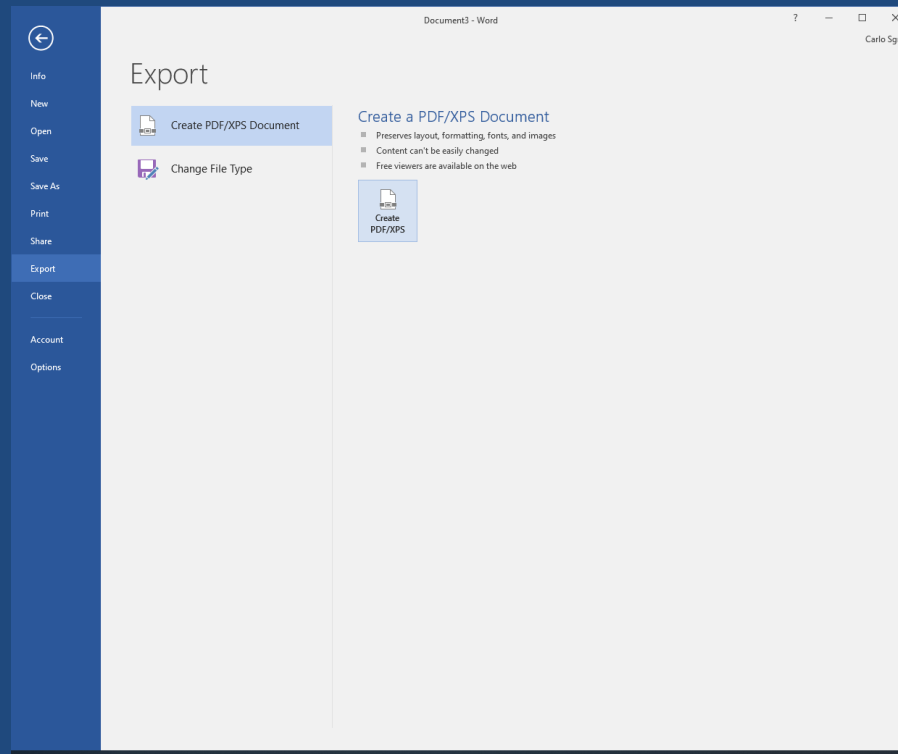 Document3 - Word
?
Carlo
Info
New
Open
Save
Save As
Print
Share
Export
Close
Account
Options
Export
Create PDF/XPS Document
Change File Type
Create a PDF/XPS Document
Preserves layout, formatting, fonts, and images
Content can't be easily changed
Free viewers are available on the web
Create
PDF/XPS